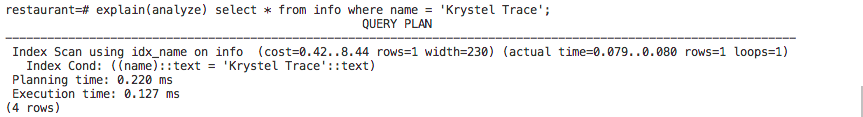 restaurant=# explain(analyze) select * from info where name = 'Krystel Trace';
QUERY PLAN
Index Scan using idx_name on info  (cost=0.42..8.44 rows=1 width=230) (actual time=0.079..0.080 rows=1 loops=1)
Index Cond: ((name)::text = 'Krystel Trace'::text)
Planning time: 0.220 ms
Execution time: 0.127 ms
(4 rows)